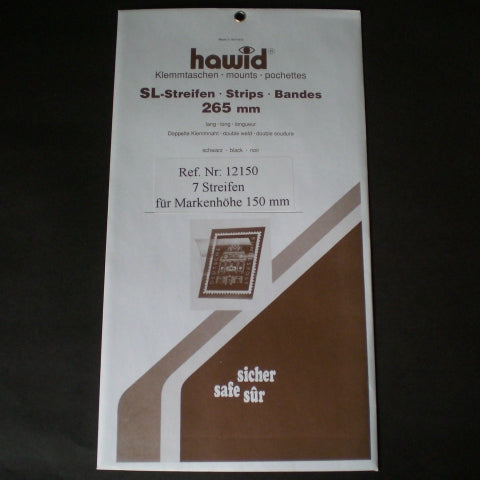 Made in Germany
hawid®
Klemmtaschen · mounts · pochettes
SL-Streifen · Strips · Bandes
265 mm
lang · long · longueur
Doppelte Klemmnaht · double weld · double soudure
schwarz · black · noir
Ref. Nr: 12150
7 Streifen
für Markenhöhe 150 mm
sicher
safe
sûr